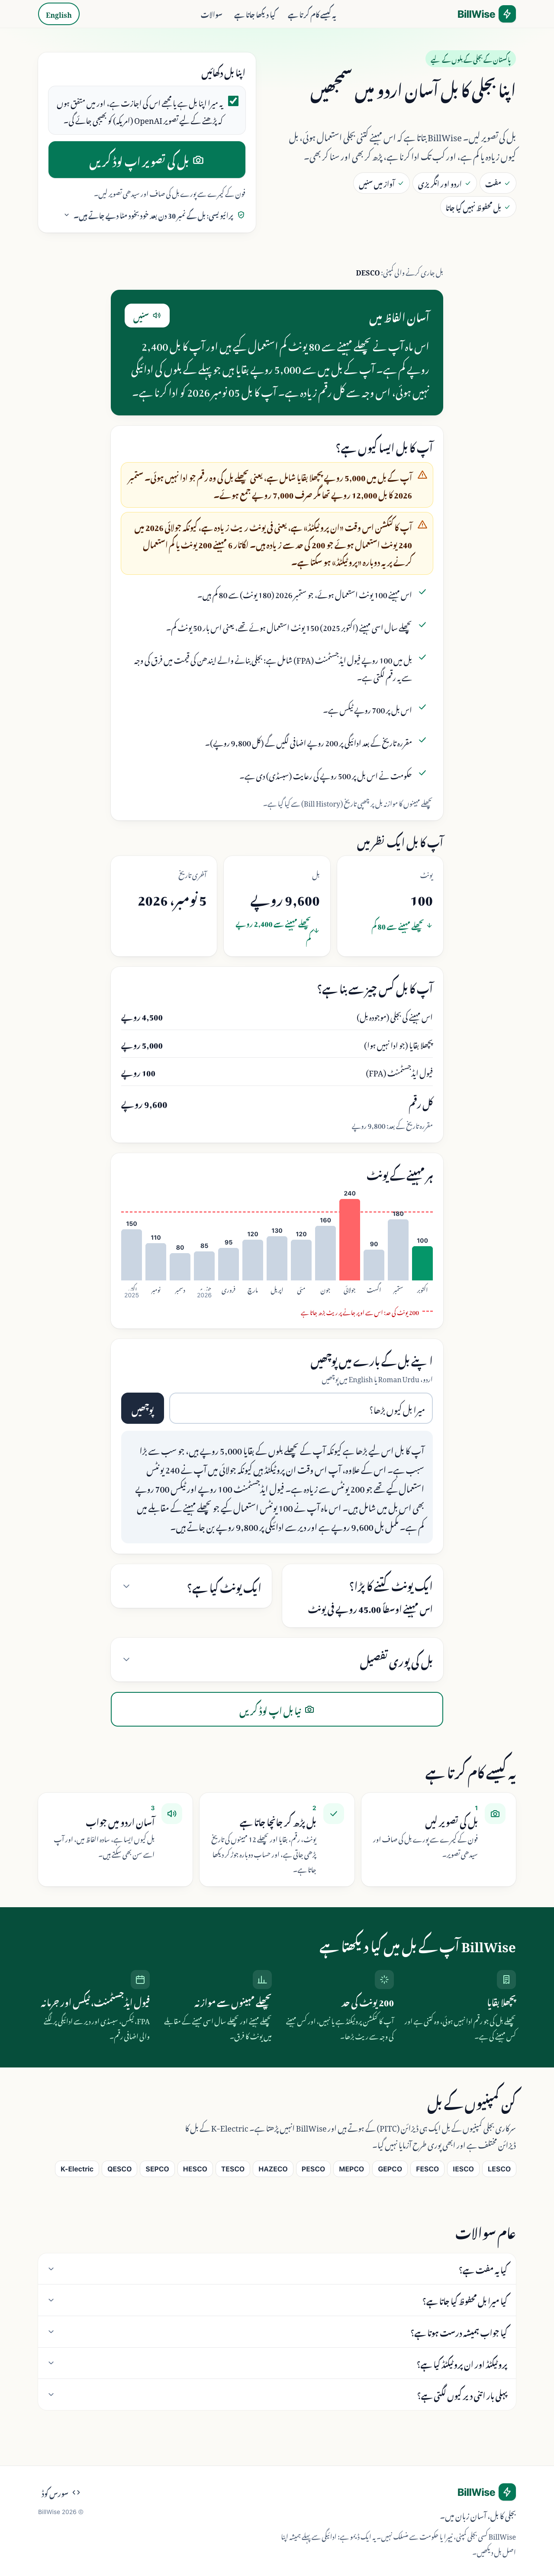 BillWise
یہ کیسے کام کرتا ہے
کیا دیکھا جاتا ہے
سوالات
English
پاکستان کے بجلی کے بلوں کے لیے
اپنا بجلی کا بل آسان اردو میں سمجھیں
بل کی تصویر لیں۔ BillWise بتاتا ہے کہ اس مہینے کتنی بجلی استعمال ہوئی، بل
کیوں زیادہ یا کم ہے، اور کب تک ادا کرنا ہے، پڑھ کر بھی اور سنا کر بھی۔
مفت
اردو اور انگریزی
آواز میں سنیں
بل محفوظ نہیں کیا جاتا
اپنا بل دکھائیں
یہ میرا اپنا بل ہے یا مجھے اس کی اجازت ہے، اور میں متفق ہوں
کہ پڑھنے کے لیے تصویر OpenAI (امریکہ) کو بھیجی جائے گی۔
بل کی تصویر اپ لوڈ کریں
فون کے کیمرے سے پورے بل کی صاف اور سیدھی تصویر لیں۔
پرائیویسی: بل کے نمبر 30 دن بعد خود بخود مٹا دیے جاتے ہیں۔
بل جاری کرنے والی کمپنی: DESCO
آسان الفاظ میں
سنیں
اس ماہ آپ نے پچھلے مہینے سے 80 یونٹ کم استعمال کیے ہیں اور آپ کا بل 2,400
روپے کم ہے۔ آپ کے بل میں سے 5,000 روپے بقایا ہیں جو پہلے کے بلوں کی ادائیگی
نہیں ہوئی، اس وجہ سے کل رقم زیادہ ہے۔ آپ کا بل 05 نومبر 2026 کو ادا کرنا ہے۔
آپ کا بل ایسا کیوں ہے؟
آپ کے بل میں 5,000 روپے پچھلا بقایا شامل ہے، یعنی پچھلے بل کی وہ رقم جو ادا نہیں ہوئی۔ ستمبر
2026 کا بل 12,000 روپے تھا مگر صرف 7,000 روپے جمع ہوئے۔
آپ کا کنکشن اس وقت «ان پروٹیکٹڈ» ہے، یعنی فی یونٹ ریٹ زیادہ ہے، کیونکہ جولائی 2026 میں
240 یونٹ استعمال ہوئے جو 200 کی حد سے زیادہ ہیں۔ لگاتار 6 مہینے 200 یونٹ یا کم استعمال
کرنے پر یہ دوبارہ «پروٹیکٹڈ» ہو سکتا ہے۔
اس مہینے 100 یونٹ استعمال ہوئے، جو ستمبر 2026 (180 یونٹ) سے 80 کم ہیں۔
پچھلے سال اسی مہینے (اکتوبر 2025) 150 یونٹ استعمال ہوئے تھے، یعنی اس بار 50 یونٹ کم۔
بل میں 100 روپے فیول ایڈجسٹمنٹ (FPA) شامل ہے: بجلی بنانے والے ایندھن کی قیمت میں فرق کی وجہ
سے یہ رقم لگتی ہے۔
اس بل پر 700 روپے ٹیکس ہے۔
مقررہ تاریخ کے بعد ادائیگی پر 200 روپے اضافی لگیں گے (کل 9,800 روپے)۔
حکومت نے اس بل پر 500 روپے کی رعایت (سبسڈی) دی ہے۔
پچھلے مہینوں کا موازنہ بل پر چھپی تاریخ (Bill History) سے کیا گیا ہے۔
آپ کا بل ایک نظر میں
یونٹ
100
پچھلے مہینے سے 80 کم
بل
9,600 روپے
پچھلے مہینے سے 2,400 روپے
کم
آخری تاریخ
5 نومبر، 2026
آپ کا بل کس چیز سے بنا ہے؟
اس مہینے کی بجلی (موجودہ بل)
4,500 روپے
پچھلا بقایا (جو ادا نہیں ہوا)
5,000 روپے
فیول ایڈجسٹمنٹ (FPA)
100 روپے
کل رقم
9,600 روپے
مقررہ تاریخ کے بعد: 9,800 روپے
ہر مہینے کے یونٹ
150 110 80 85 95 120 130 120 160 240 90 180 100
اکتوبر 2025 نومبر دسمبر جنوری 2026 فروری مارچ اپریل مئی جون جولائی اگست ستمبر اکتوبر
200 یونٹ کی حد: اس سے اوپر جانے پر ریٹ بڑھ جاتا ہے
اپنے بل کے بارے میں پوچھیں
اردو، Roman Urdu یا English میں پوچھیں
میرا بل کیوں بڑھا؟
پوچھیں
آپ کا بل اس لیے بڑھا ہے کیونکہ آپ کے پچھلے بلوں کے بقایا 5,000 روپے ہیں، جو سب سے بڑا
سبب ہے۔ اس کے علاوہ، آپ اس وقت ان پروٹیکٹڈ ہیں کیونکہ جولائی میں آپ نے 240 یونٹس
استعمال کیے تھے جو 200 یونٹس سے زیادہ ہے۔ فیول ایڈجسٹمنٹ 100 روپے اور ٹیکس 700 روپے
بھی اس بل میں شامل ہیں۔ اس ماہ آپ نے 100 یونٹس استعمال کیے جو پچھلے مہینے کے مقابلے میں
کم ہے۔ مکمل بل 9,600 روپے ہے اور دیر سے ادائیگی پر 9,800 روپے بن جاتے ہیں۔
ایک یونٹ کتنے کا پڑا؟
اس مہینے اوسطاً 45.00 روپے فی یونٹ
ایک یونٹ کیا ہے؟
بل کی پوری تفصیل
نیا بل اپ لوڈ کریں
یہ کیسے کام کرتا ہے
1
بل کی تصویر لیں
فون کے کیمرے سے پورے بل کی صاف اور
سیدھی تصویر۔
2
بل پڑھ کر جانچا جاتا ہے
یونٹ، رقم، بقایا اور پچھلے 12 مہینوں کی تاریخ
پڑھی جاتی ہے، اور حساب دوبارہ جوڑ کر دیکھا
جاتا ہے۔
3
آسان اردو میں جواب
بل کیوں ایسا ہے، سادہ الفاظ میں، اور آپ
اسے سن بھی سکتے ہیں۔
BillWise آپ کے بل میں کیا دیکھتا ہے
پچھلا بقایا
پچھلے بل کی جو رقم ادا نہیں ہوئی، وہ کتنی ہے اور
کس مہینے کی ہے۔
200 یونٹ کی حد
آپ کا کنکشن پروٹیکٹڈ ہے یا نہیں، اور کس مہینے
کی وجہ سے ریٹ بڑھا۔
پچھلے مہینوں سے موازنہ
پچھلے مہینے اور پچھلے سال اسی مہینے کے مقابلے
میں یونٹ کا فرق۔
فیول ایڈجسٹمنٹ، ٹیکس اور جرمانہ
FPA، ٹیکس، سبسڈی اور دیر سے ادائیگی پر لگنے
والی اضافی رقم۔
کن کمپنیوں کے بل
سرکاری بجلی کمپنیوں کے بل ایک ہی ڈیزائن (PITC) کے ہوتے ہیں اور BillWise انہیں پڑھتا ہے۔ K-Electric کے بل کا
ڈیزائن مختلف ہے اور ابھی پوری طرح آزمایا نہیں گیا۔
LESCO
IESCO
FESCO
GEPCO
MEPCO
PESCO
HAZECO
TESCO
HESCO
SEPCO
QESCO
K-Electric
عام سوالات
کیا یہ مفت ہے؟
کیا میرا بل محفوظ کیا جاتا ہے؟
کیا جواب ہمیشہ درست ہوتا ہے؟
پروٹیکٹڈ اور ان پروٹیکٹڈ کیا ہے؟
پہلی بار اتنی دیر کیوں لگتی ہے؟
BillWise
بجلی کا بل، آسان زبان میں۔
BillWise کسی بجلی کمپنی، نیپرا یا حکومت سے منسلک نہیں۔ یہ ایک ڈیمو ہے: ادائیگی سے پہلے ہمیشہ اپنا
اصل بل دیکھیں۔
سورس کوڈ
© 2026 BillWise